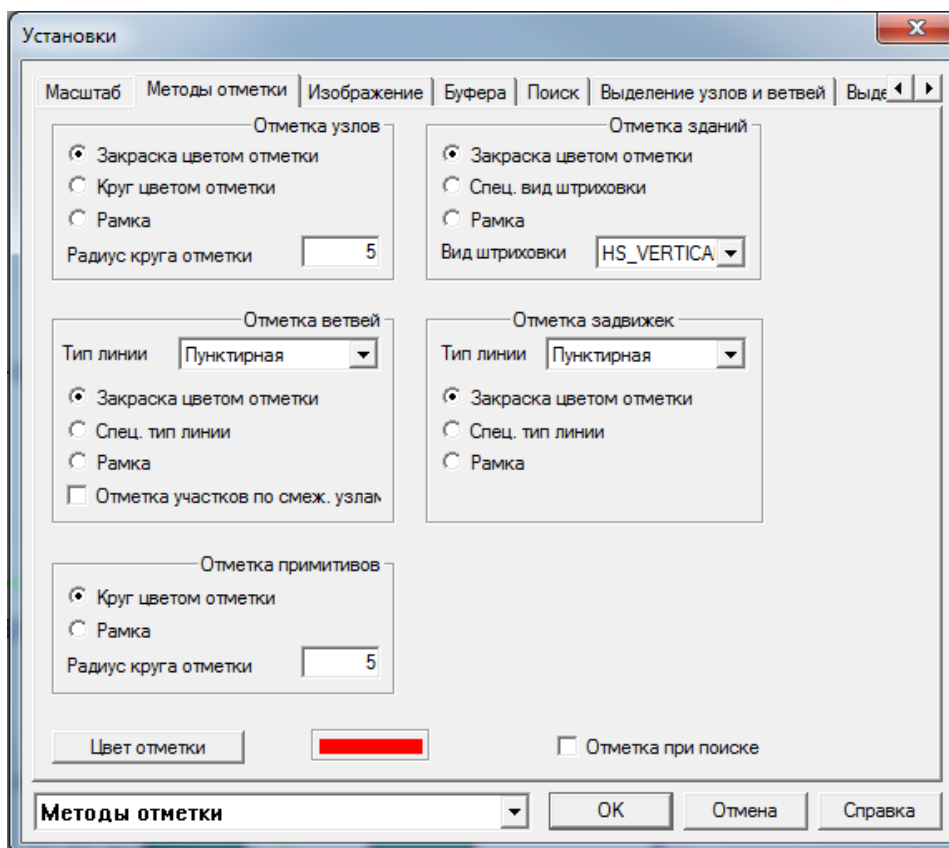 Установки
Масштаб Методы отметки Изображение Буфера Поиск Выделение узлов и ветвей
Отметка узлов
Закраска цветом отметки
Круг цветом отметки
Рамка
Радиус круга отметки 5
Отметка зданий
Закраска цветом отметки
Спец. вид штриховки
Рамка
Вид штриховки HS_VERTICA
Отметка ветвей
Тип линии Пунктирная
Закраска цветом отметки
Спец. тип линии
Рамка
Отметка участков по смеж. узлам
Отметка задвижек
Тип линии Пунктирная
Закраска цветом отметки
Спец. тип линии
Рамка
Отметка примитивов
Круг цветом отметки
Рамка
Радиус круга отметки 5
Цвет отметки Отметка при поиске
Методы отметки OK Отмена Справка